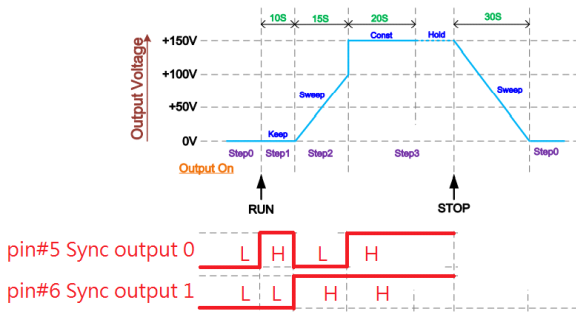 10S 15S 20S 30S
Output Voltage
+150V
Const
Hold
+100V
Sweep
Sweep
+50V
Keep
0V
Step0 Step1 Step2 Step3 Step0
Output On
RUN STOP
pin#5 Sync output 0 L H L H
pin#6 Sync output 1 L L H H